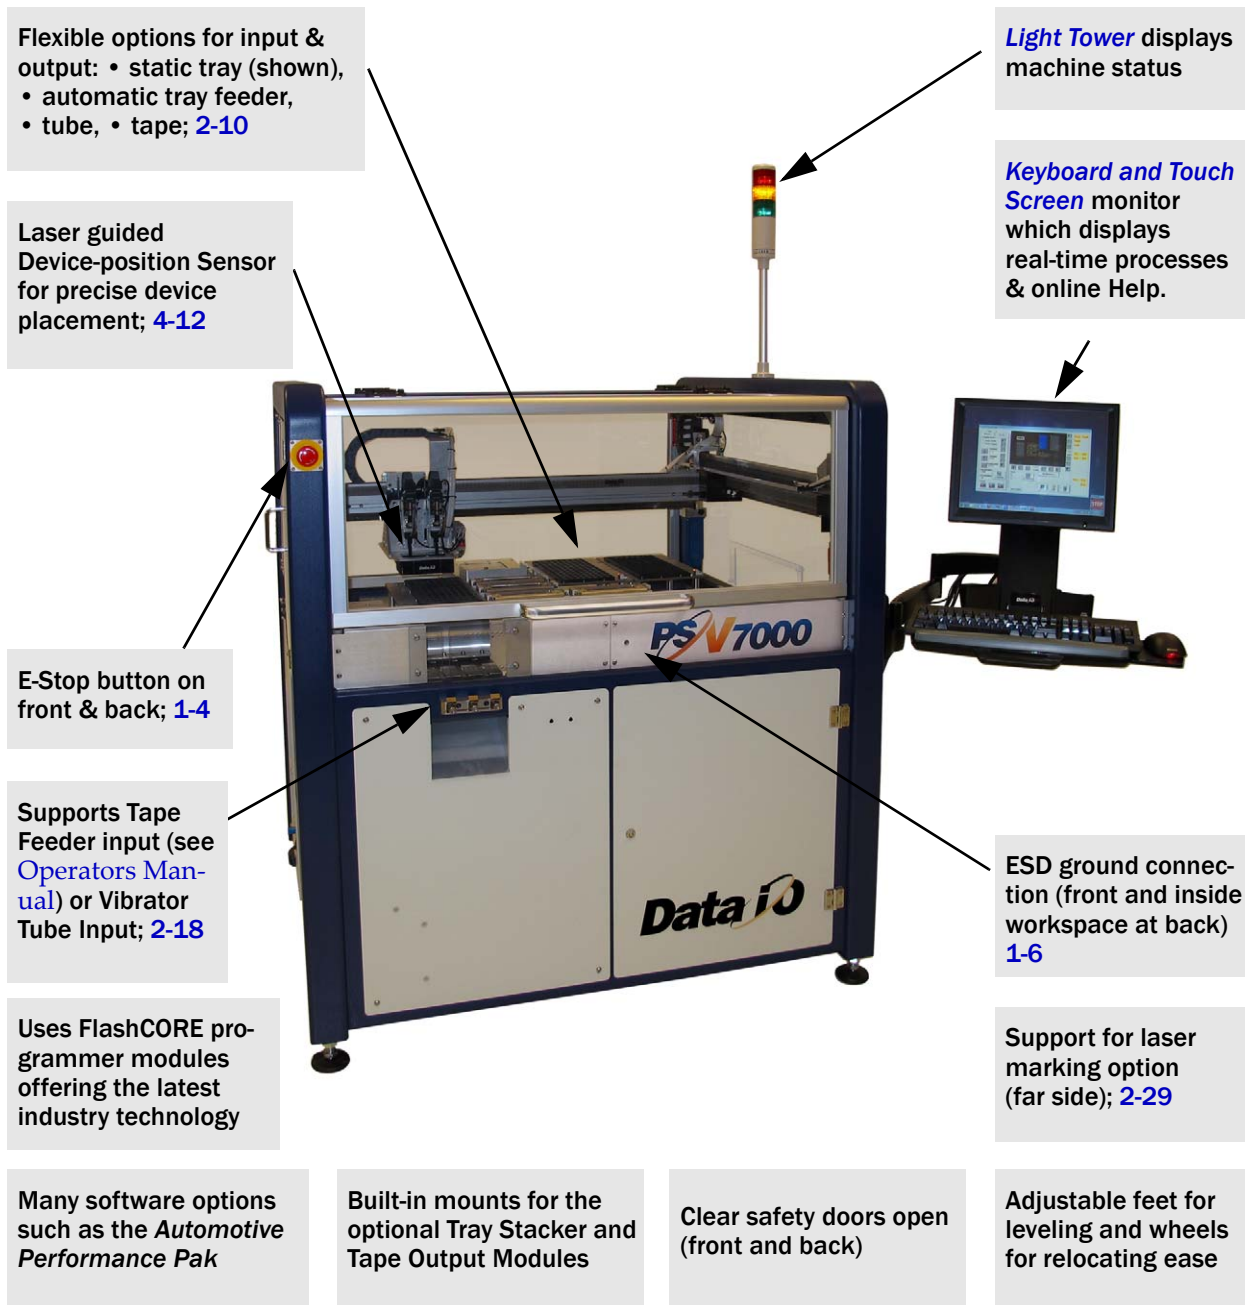 Flexible options for input &
output: • static tray (shown),
• automatic tray feeder,
• tube, • tape; 2-10
Light Tower displays
machine status
Keyboard and Touch
Screen monitor
which displays
real-time processes
& online Help.
Laser guided
Device-position Sensor
for precise device
placement; 4-12
Data I/O
Data I/O
PSV7000
E-Stop button on
front & back; 1-4
Supports Tape
Feeder input (see
Operators Man-
ual) or Vibrator
Tube Input; 2-18
Data I/O
ESD ground connec-
tion (front and inside
workspace at back)
1-6
Uses FlashCORE pro-
grammer modules
offering the latest
industry technology
Support for laser
marking option
(far side); 2-29
Many software options
such as the Automotive
Performance Pak
Built-in mounts for the
optional Tray Stacker and
Tape Output Modules
Clear safety doors open
(front and back)
Adjustable feet for
leveling and wheels
for relocating ease